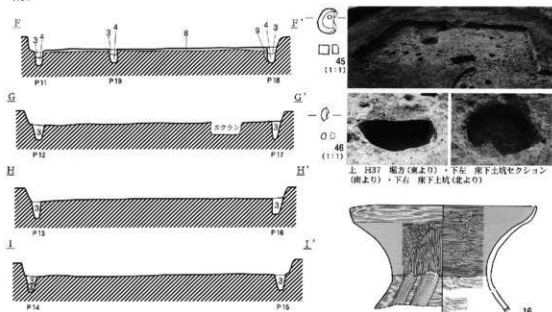 F
3 4
3 4
8
9 4 3
F'
P11
P19
P18
G
3
カクラン
3
G'
P12
P17
H
3
3
H'
P13
P16
I
3
3
I'
P14
P15
45
(1:1)
46
(1:1)
上 H37 堀方(東より)・下左 床下土坑セクション
(南より)・下右 床下土坑(北より)
16